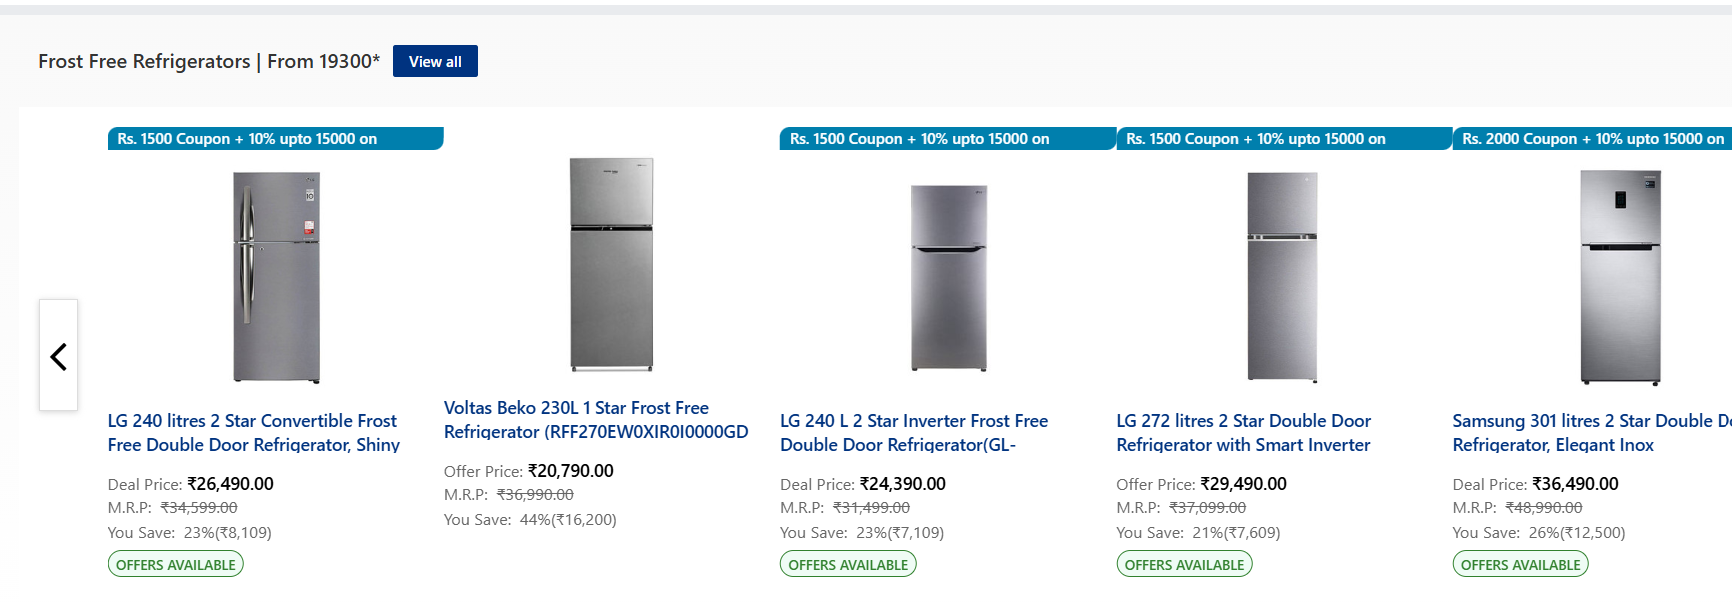 Frost Free Refrigerators | From 19300*
View all
Rs. 1500 Coupon + 10% upto 15000 on
LG 240 litres 2 Star Convertible Frost
Free Double Door Refrigerator, Shiny
Deal Price: ₹26,490.00
M.R.P: ₹34,599.00
You Save: 23%(₹8,109)
OFFERS AVAILABLE
Voltas Beko 230L 1 Star Frost Free
Refrigerator (RFF270EW0XIR0I0000GD
Offer Price: ₹20,790.00
M.R.P: ₹36,990.00
You Save: 44%(₹16,200)
Rs. 1500 Coupon + 10% upto 15000 on
LG 240 L 2 Star Inverter Frost Free
Double Door Refrigerator(GL-
Deal Price: ₹24,390.00
M.R.P: ₹31,499.00
You Save: 23%(₹7,109)
OFFERS AVAILABLE
Rs. 1500 Coupon + 10% upto 15000 on
LG 272 litres 2 Star Double Door
Refrigerator with Smart Inverter
Offer Price: ₹29,490.00
M.R.P: ₹37,099.00
You Save: 21%(₹7,609)
OFFERS AVAILABLE
Rs. 2000 Coupon + 10% upto 15000 on
Samsung 301 litres 2 Star Double D
Refrigerator, Elegant Inox
Deal Price: ₹36,490.00
M.R.P: ₹48,990.00
You Save: 26%(₹12,500)
OFFERS AVAILABLE